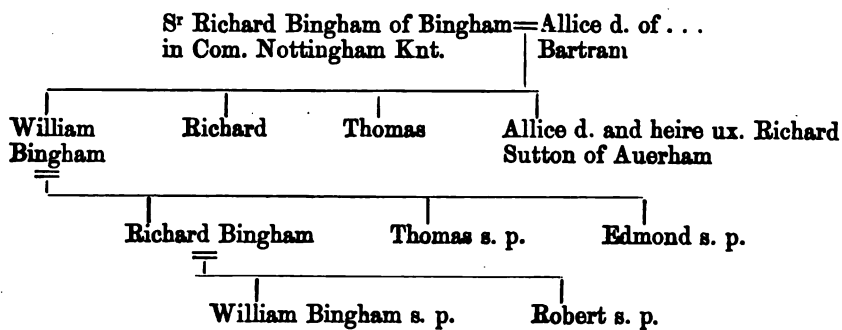 Sr Richard Bingham of Bingham=Allice d. of . . .
in Com. Nottingham Knt. Bartram
William Richard Thomas Allice d. and heire ux. Richard
Bingham Sutton of Auerham
Richard Bingham Thomas s. p. Edmond s. p.
William Bingham s. p. Robert s. p.